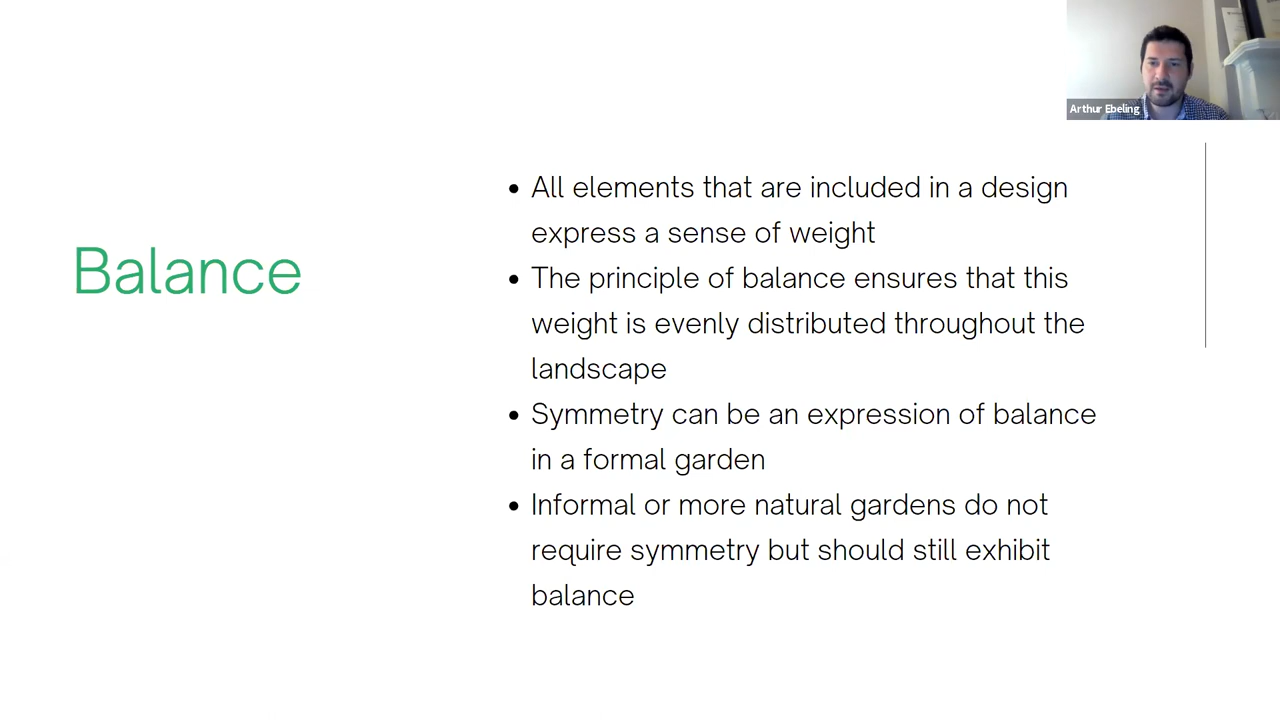 Arthur Ebeling
Balance
• All elements that are included in a design
express a sense of weight
• The principle of balance ensures that this
weight is evenly distributed throughout the
landscape
• Symmetry can be an expression of balance
in a formal garden
• Informal or more natural gardens do not
require symmetry but should still exhibit
balance